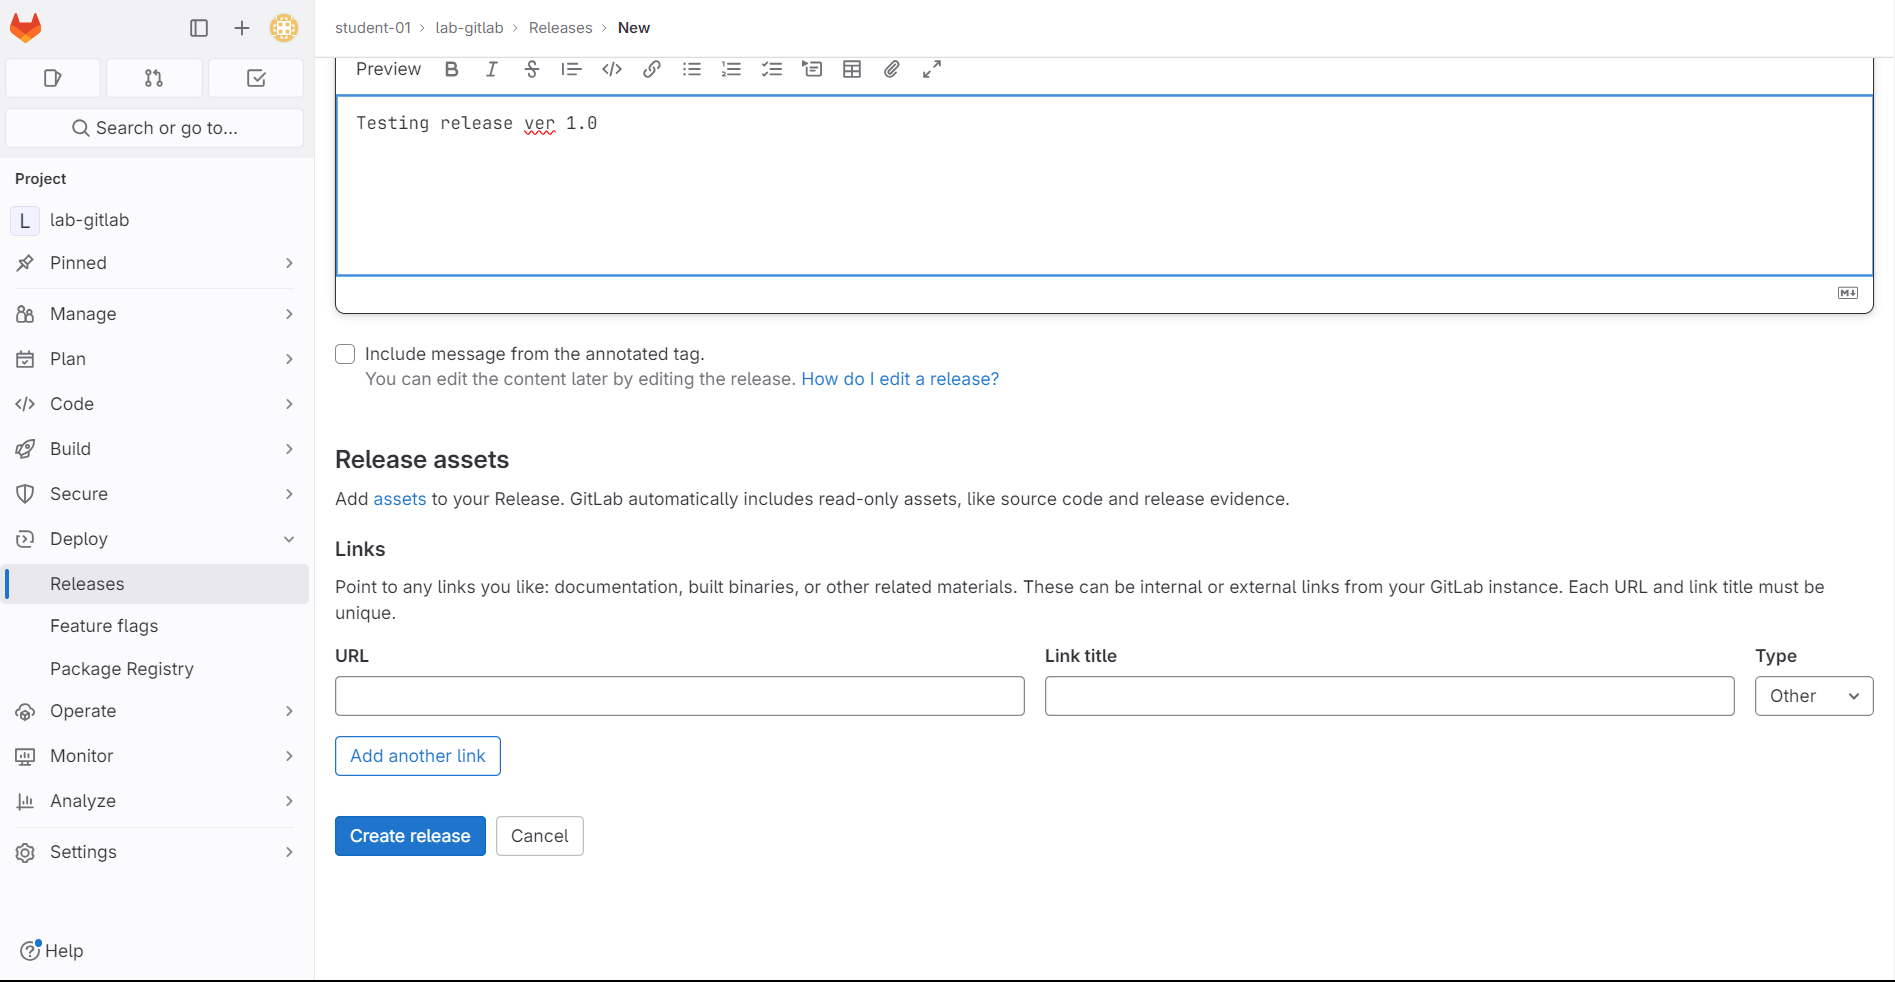 student-01 > lab-gitlab > Releases > New
Search or go to...
Project
L lab-gitlab
Pinned
Manage
Plan
Code
Build
Secure
Deploy
Releases
Feature flags
Package Registry
Operate
Monitor
Analyze
Settings
Help
Preview
Testing release ver 1.0
Include message from the annotated tag.
You can edit the content later by editing the release. How do I edit a release?
Release assets
Add assets to your Release. GitLab automatically includes read-only assets, like source code and release evidence.
Links
Point to any links you like: documentation, built binaries, or other related materials. These can be internal or external links from your GitLab instance. Each URL and link title must be
unique.
URL Link title Type
Other
Add another link
Create release Cancel